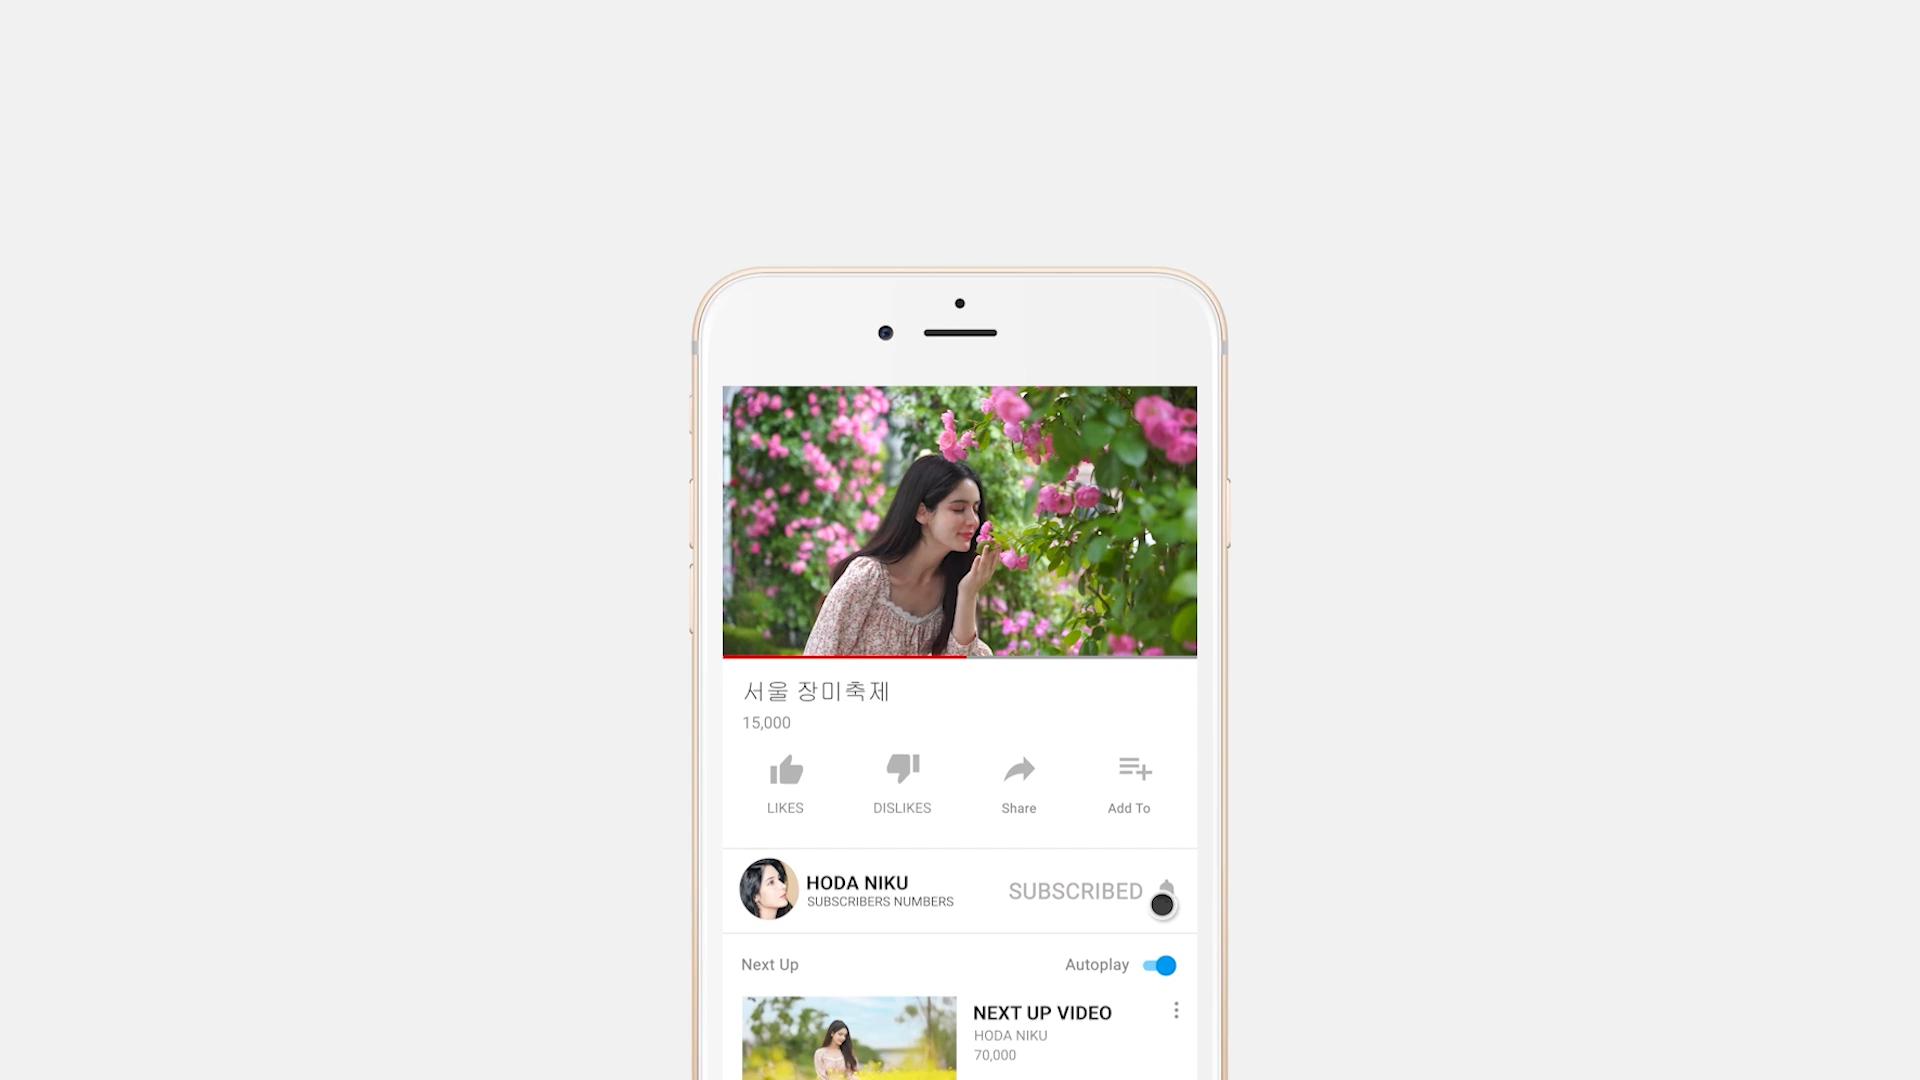 서울 장미축제
15,000
LIKES DISLIKES Share Add To
HODA NIKU
SUBSCRIBERS NUMBERS
SUBSCRIBED
Next Up Autoplay
NEXT UP VIDEO
HODA NIKU
70,000